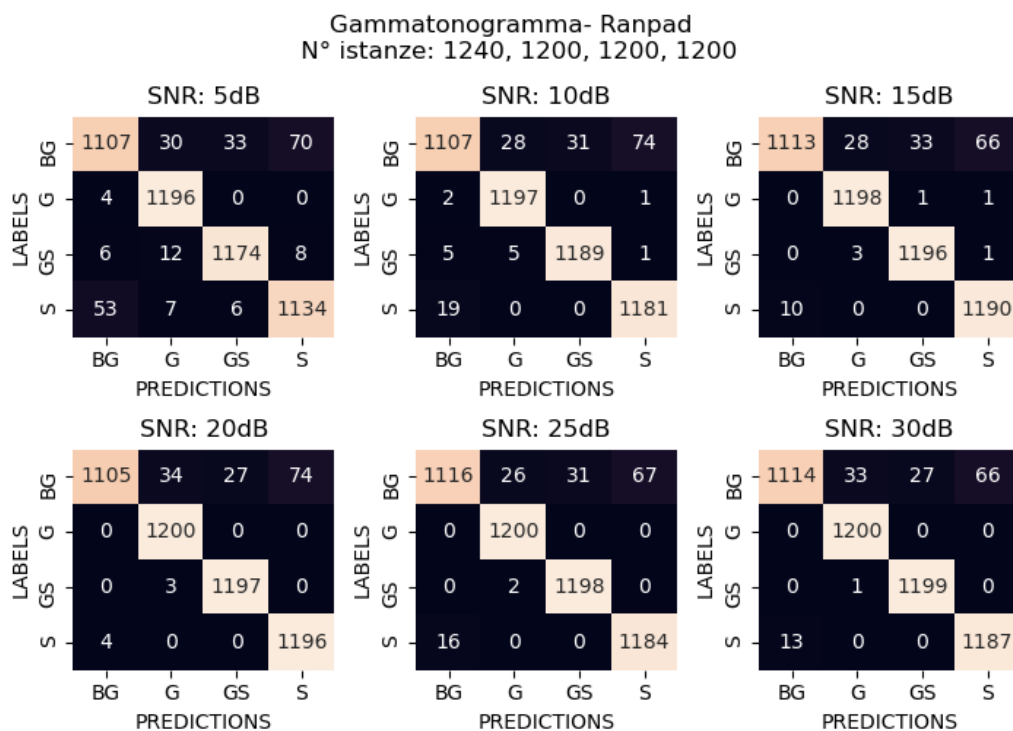 Gammatonogramma- Ranpad
N° istanze: 1240, 1200, 1200, 1200
SNR: 5dB
BG 1107 30 33 70
G 4 1196 0 0
GS 6 12 1174 8
S 53 7 6 1134
LABELS
BG G GS S
PREDICTIONS
SNR: 10dB
BG 1107 28 31 74
G 2 1197 0 1
GS 5 5 1189 1
S 19 0 0 1181
LABELS
BG G GS S
PREDICTIONS
SNR: 15dB
BG 1113 28 33 66
G 0 1198 1 1
GS 0 3 1196 1
S 10 0 0 1190
LABELS
BG G GS S
PREDICTIONS
SNR: 20dB
BG 1105 34 27 74
G 0 1200 0 0
GS 0 3 1197 0
S 4 0 0 1196
LABELS
BG G GS S
PREDICTIONS
SNR: 25dB
BG 1116 26 31 67
G 0 1200 0 0
GS 0 2 1198 0
S 16 0 0 1184
LABELS
BG G GS S
PREDICTIONS
SNR: 30dB
BG 1114 33 27 66
G 0 1200 0 0
GS 0 1 1199 0
S 13 0 0 1187
LABELS
BG G GS S
PREDICTIONS